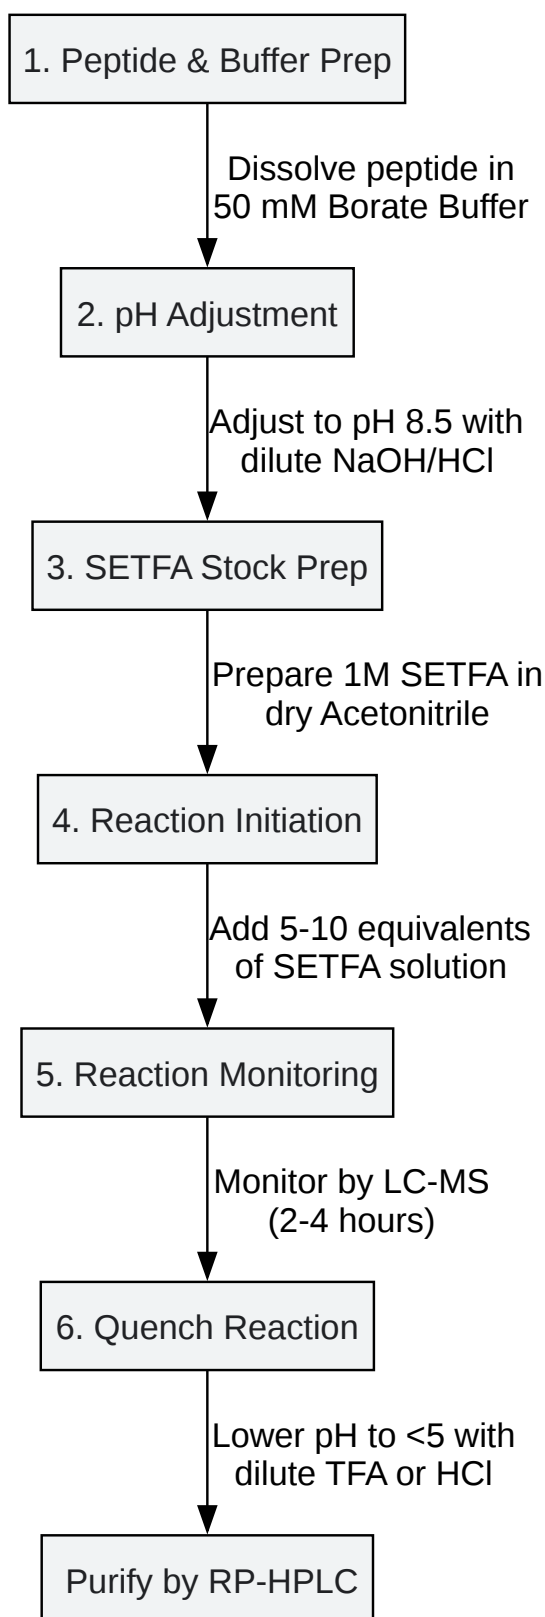 1. Peptide & Buffer Prep
Dissolve peptide in
50 mM Borate Buffer
2. pH Adjustment
Adjust to pH 8.5 with
dilute NaOH/HCl
3. SETFA Stock Prep
Prepare 1M SETFA in
dry Acetonitrile
4. Reaction Initiation
Add 5-10 equivalents
of SETFA solution
5. Reaction Monitoring
Monitor by LC-MS
(2-4 hours)
6. Quench Reaction
Lower pH to <5 with
dilute TFA or HCl
Purify by RP-HPLC